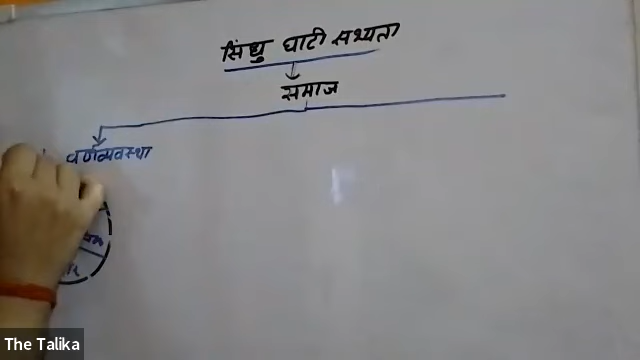 सिंधु घाटी सभ्यता
समाज
वर्णव्यवस्था
The Talika